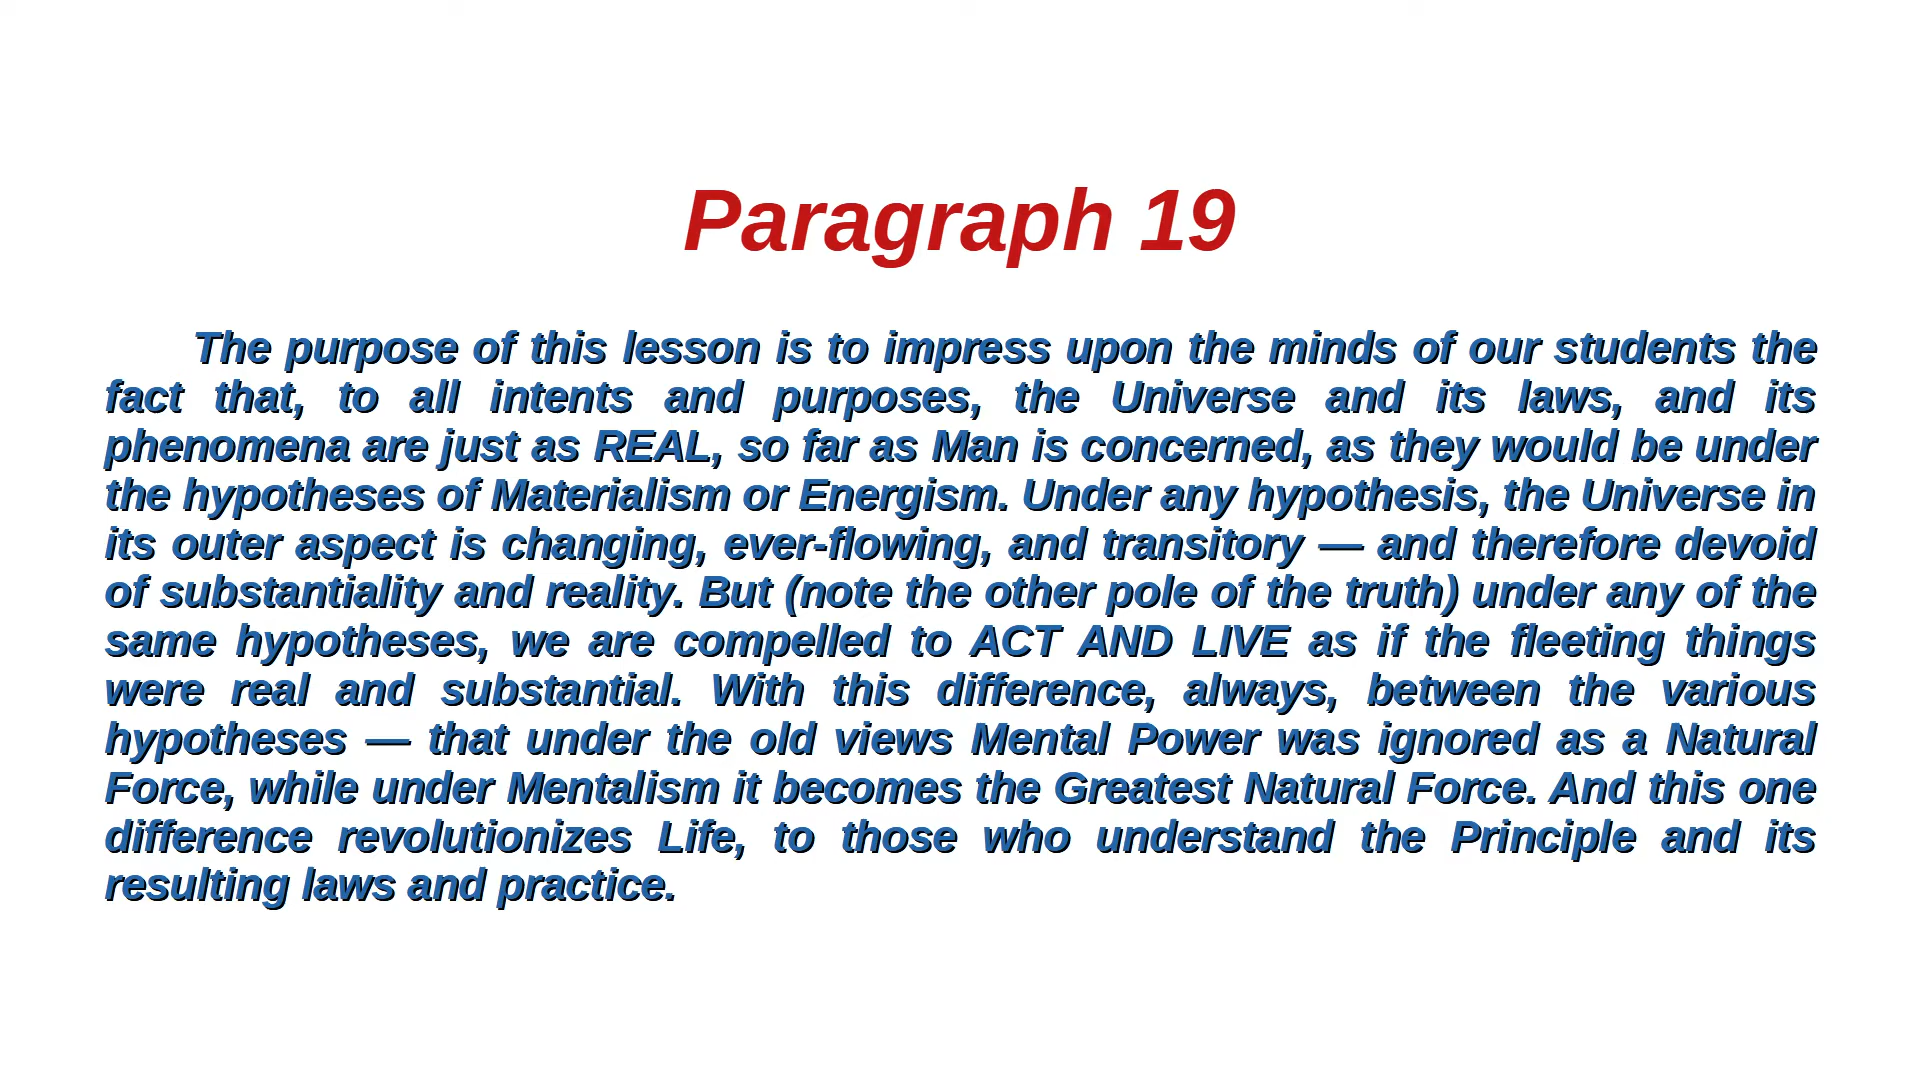 Paragraph 19
The purpose of this lesson is to impress upon the minds of our students the
fact that, to all intents and purposes, the Universe and its laws, and its
phenomena are just as REAL, so far as Man is concerned, as they would be under
the hypotheses of Materialism or Energism. Under any hypothesis, the Universe in
its outer aspect is changing, ever-flowing, and transitory — and therefore devoid
of substantiality and reality. But (note the other pole of the truth) under any of the
same hypotheses, we are compelled to ACT AND LIVE as if the fleeting things
were real and substantial. With this difference, always, between the various
hypotheses — that under the old views Mental Power was ignored as a Natural
Force, while under Mentalism it becomes the Greatest Natural Force. And this one
difference revolutionizes Life, to those who understand the Principle and its
resulting laws and practice.